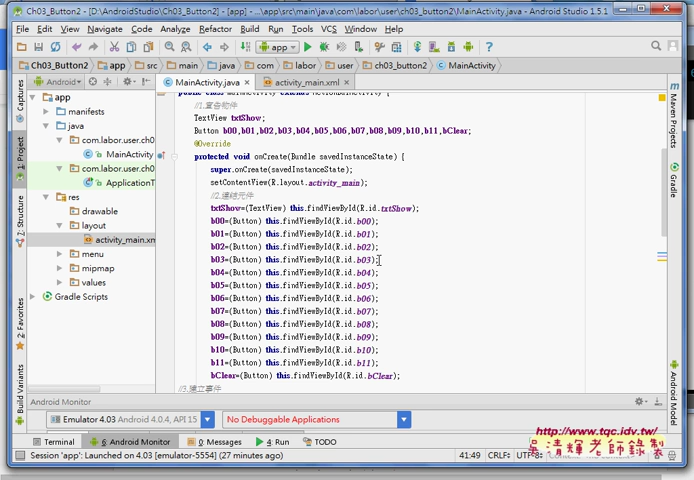 Ch03_Button2 - [D:\AndroidStudio\Ch03_Button2] - [app] - ...\app\src\main\java\com\labor\user\ch03_button2\MainActivity.java - Android Studio 1.5.1
File Edit View Navigate Code Analyze Refactor Build Run Tools VCS Window Help
app
Ch03_Button2 app src main java com labor user ch03_button2 MainActivity
Android
MainActivity.java
activity_main.xml
app
manifests
java
com.labor.user.ch0
MainActivity
com.labor.user.ch0
ApplicationT
res
drawable
layout
activity_main.xm
menu
mipmap
values
Gradle Scripts
Captures
1: Project
7: Structure
2: Favorites
Build Variants
Maven Projects
Gradle
Android Model
public class MainActivity extends ActionBarActivity {
//1.宣告物件
TextView txtShow;
Button b00,b01,b02,b03,b04,b05,b06,b07,b08,b09,b10,b11,bClear;
@Override
protected void onCreate(Bundle savedInstanceState) {
super.onCreate(savedInstanceState);
setContentView(R.layout.activity_main);
//2.連結元件
txtShow=(TextView) this.findViewById(R.id.txtShow);
b00=(Button) this.findViewById(R.id.b00);
b01=(Button) this.findViewById(R.id.b01);
b02=(Button) this.findViewById(R.id.b02);
b03=(Button) this.findViewById(R.id.b03);
b04=(Button) this.findViewById(R.id.b04);
b05=(Button) this.findViewById(R.id.b05);
b06=(Button) this.findViewById(R.id.b06);
b07=(Button) this.findViewById(R.id.b07);
b08=(Button) this.findViewById(R.id.b08);
b09=(Button) this.findViewById(R.id.b09);
b10=(Button) this.findViewById(R.id.b10);
b11=(Button) this.findViewById(R.id.b11);
bClear=(Button) this.findViewById(R.id.bClear);
//3.建立事件
Android Monitor
Emulator 4.03 Android 4.0.4, API 15
No Debuggable Applications
Terminal 6: Android Monitor 0: Messages 4: Run TODO
Session 'app': Launched on 4.03 [emulator-5554] (27 minutes ago)
41:49 CRLF÷ UTF-8÷
http://www.tqc.idv.tw/
吳清輝老師錄製